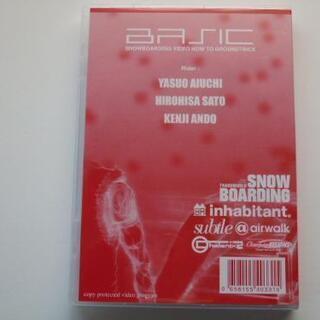 BASIC
SNOWBOARDING VIDEO HOW TO GROUNDTRICK
Rider :
YASUO AIUCHI
HIROHISA SATO
KENJI ANDO
TRANSWORLD
SNOW
BOARDING
inhabitant.
subtle @ airwalk
copy protected video program